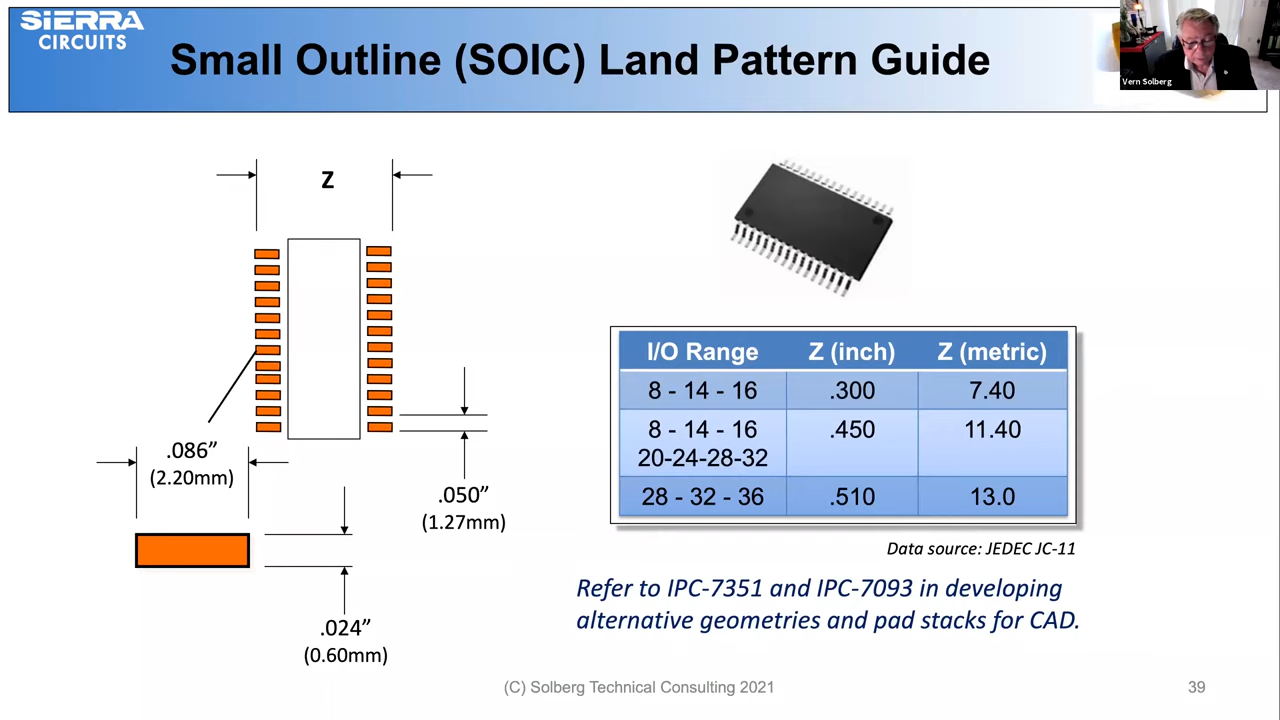 SIERRA
CIRCUITS
Small Outline (SOIC) Land Pattern Guide
Vern Solberg
Z
.086”
(2.20mm)
.050”
(1.27mm)
.024”
(0.60mm)
I/O Range Z (inch) Z (metric)
8 - 14 - 16 .300 7.40
8 - 14 - 16 .450 11.40
20-24-28-32
28 - 32 - 36 .510 13.0
Data source: JEDEC JC-11
Refer to IPC-7351 and IPC-7093 in developing
alternative geometries and pad stacks for CAD.
(C) Solberg Technical Consulting 2021
39